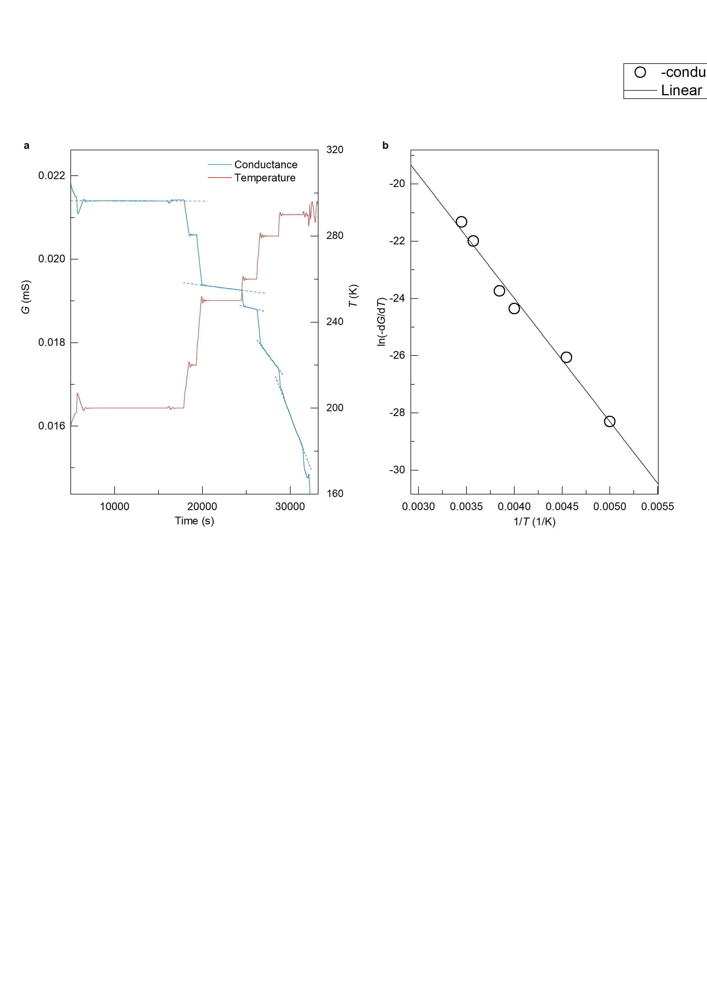 -condu
Linear
a
b
Conductance
Temperature
0.022
0.020
0.018
0.016
G (mS)
10000
20000
30000
Time (s)
320
280
240
200
160
T (K)
-20
-22
-24
-26
-28
-30
ln(-dG/dT)
0.0030
0.0035
0.0040
0.0045
0.0050
0.0055
1/T (1/K)